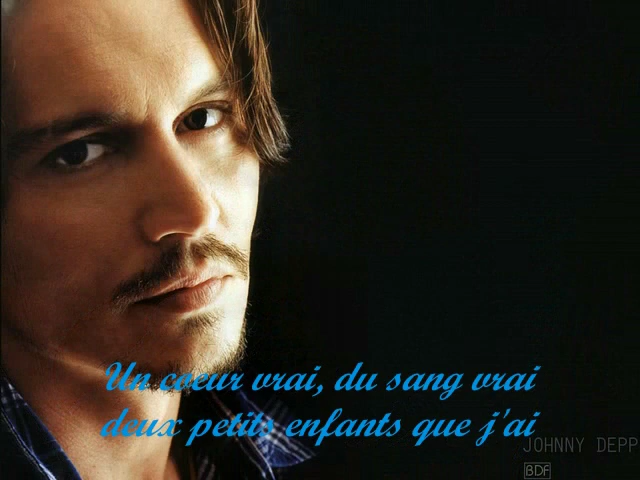 Un coeur vrai, du sang vrai
deux petits enfants que j'ai
JOHNNY DEPP
BDF